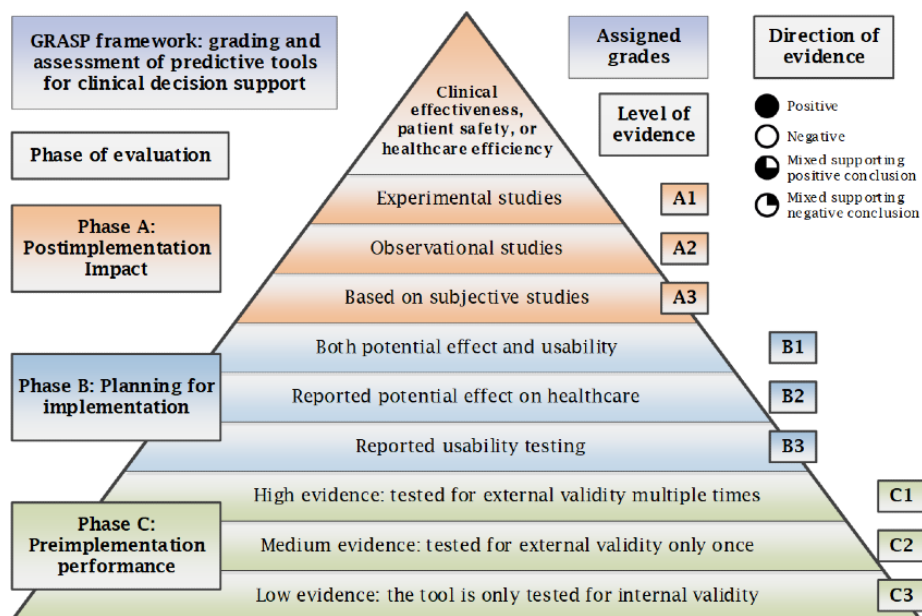 GRASP framework: grading and
assessment of predictive tools
for clinical decision support
Assigned
grades
Direction of
evidence
Clinical
effectiveness,
patient safety, or
healthcare efficiency
Level of
evidence
Positive
Negative
Mixed supporting
positive conclusion
Mixed supporting
negative conclusion
Phase of evaluation
Phase A:
Postimplementation
Impact
Experimental studies
A1
Observational studies
A2
Based on subjective studies
A3
Phase B: Planning for
implementation
Both potential effect and usability
B1
Reported potential effect on healthcare
B2
Reported usability testing
B3
Phase C:
Preimplementation
performance
High evidence: tested for external validity multiple times
C1
Medium evidence: tested for external validity only once
C2
Low evidence: the tool is only tested for internal validity
C3